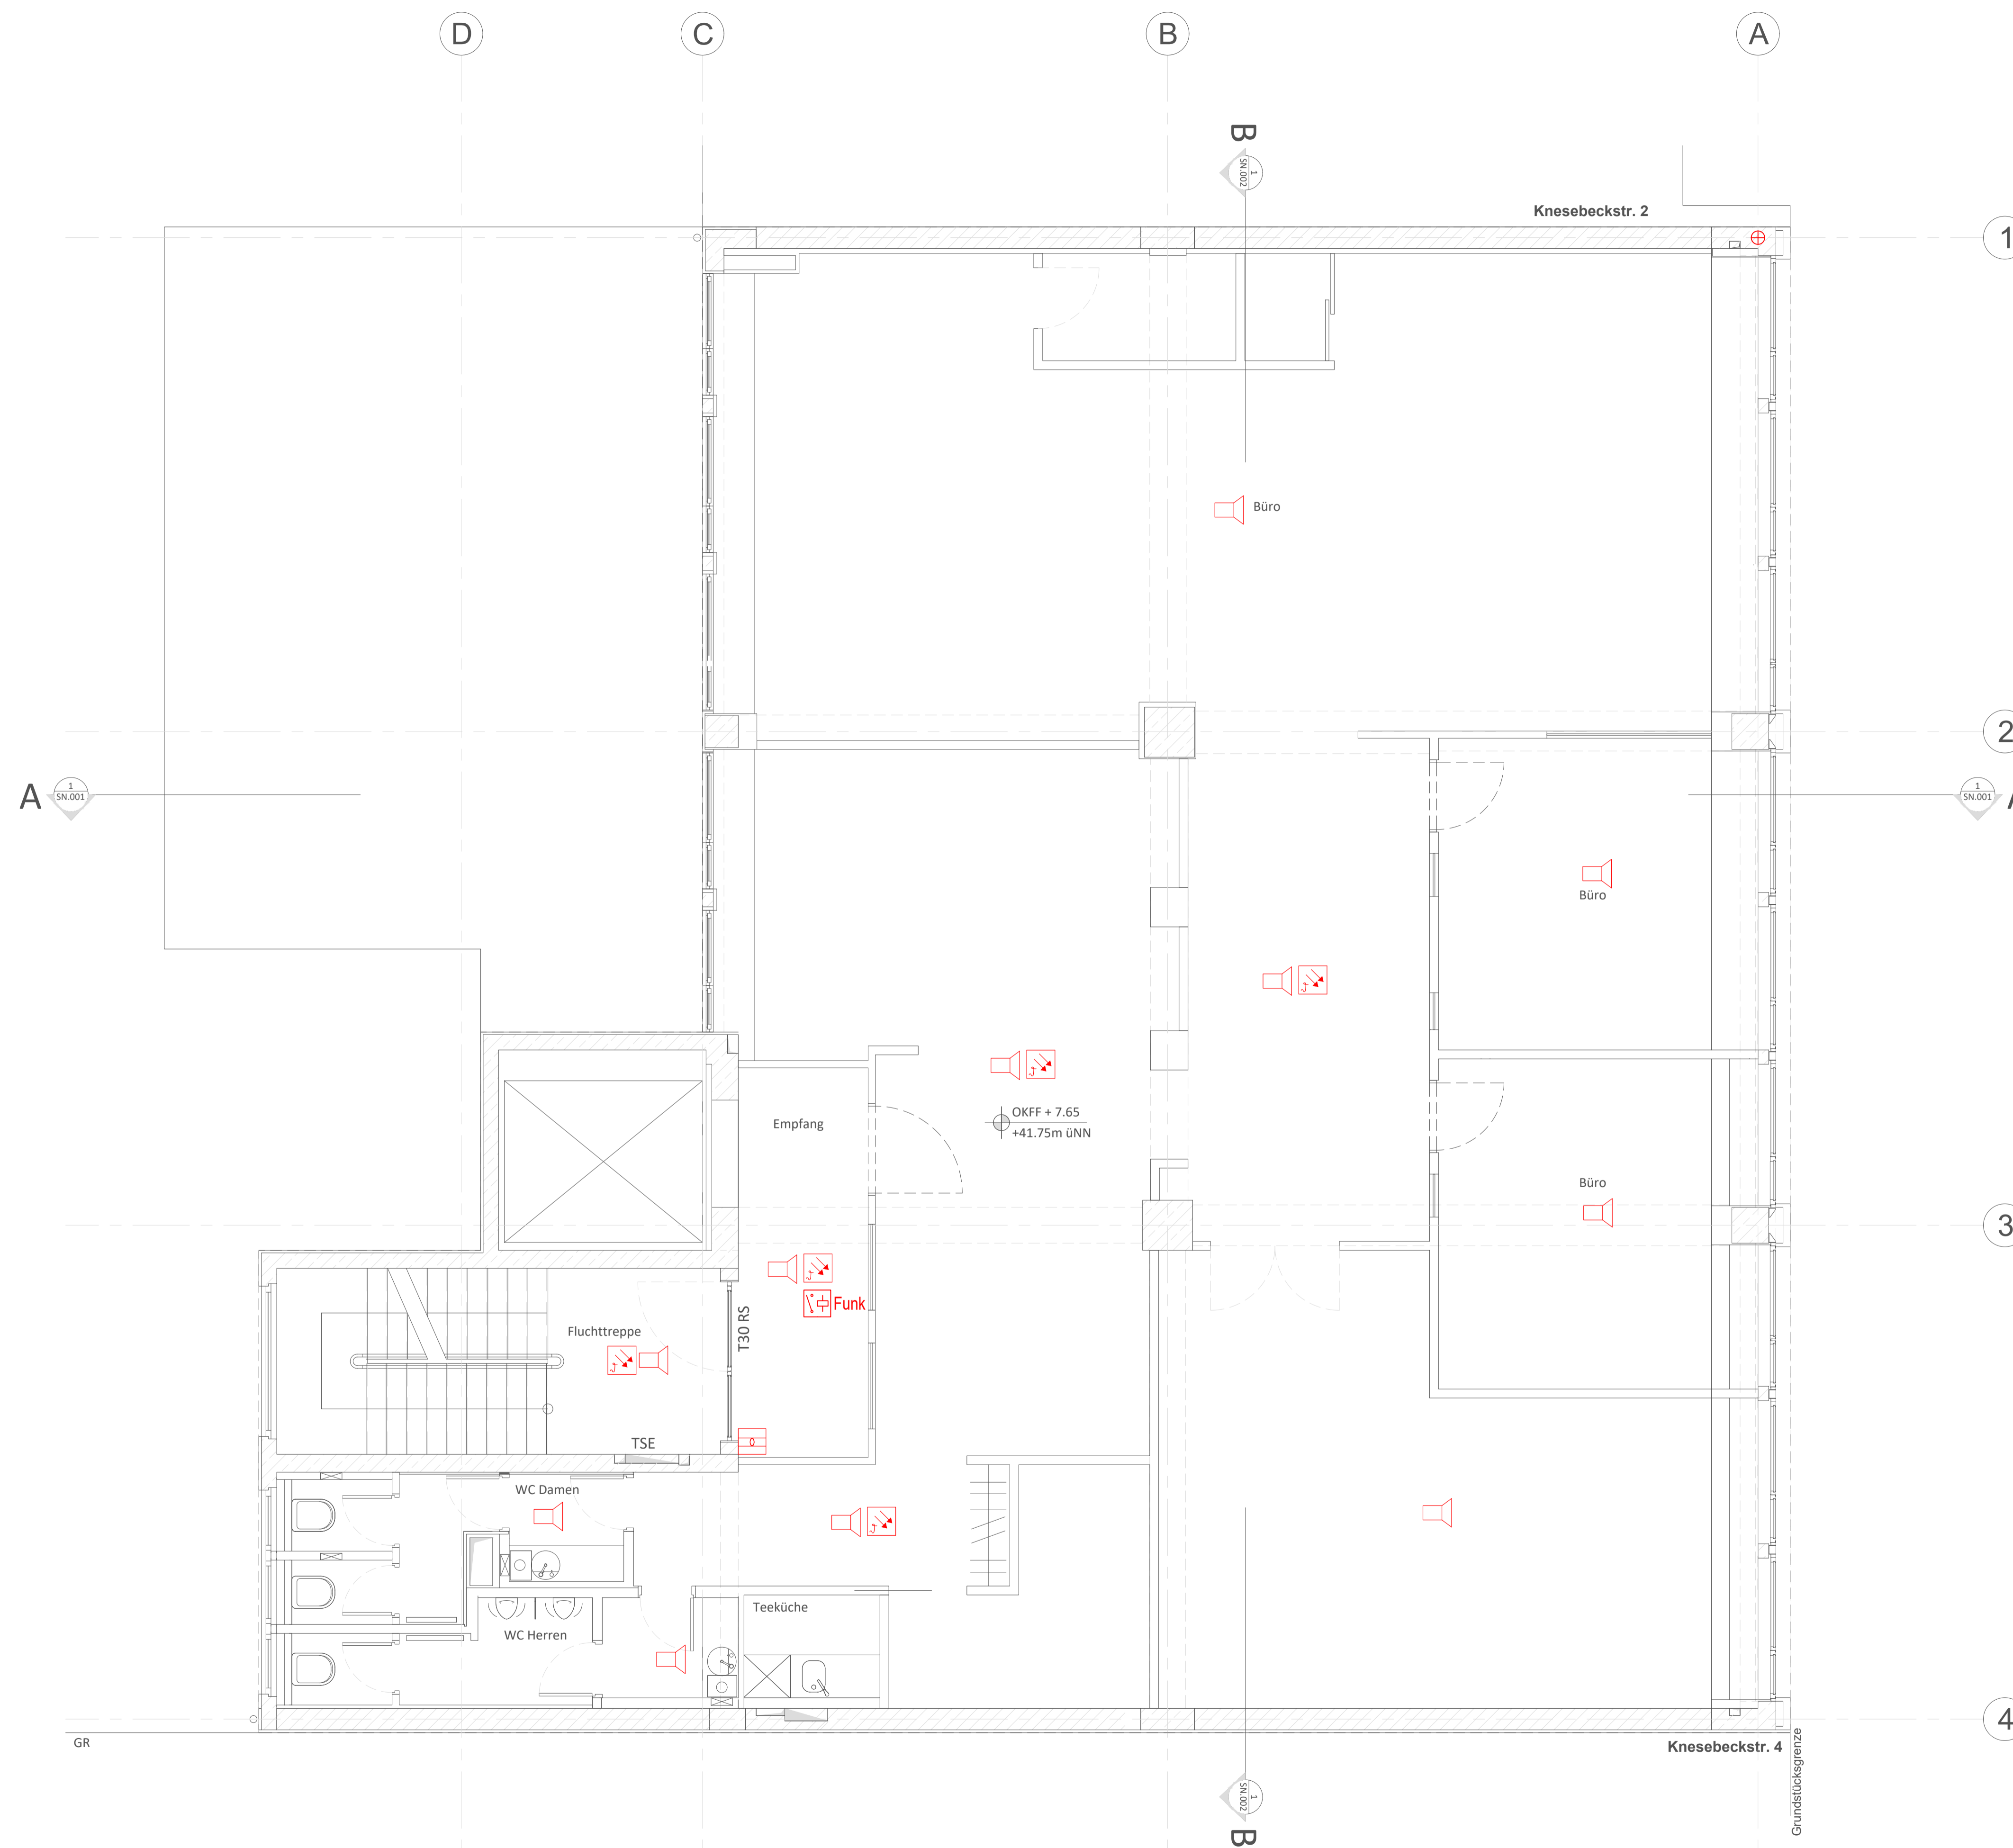 D
C
B
A
B
1
SN.002
Knesebeckstr. 2
1
Büro
2
A
1
SN.001
1
SN.001
A
Büro
Empfang
OKFF + 7.65
+41.75m üNN
Büro
3
Funk
T30 RS
Fluchttreppe
TSE
WC Damen
Teeküche
WC Herren
4
GR
Knesebeckstr. 4
Grundstücksgrenze
1
SN.002
B